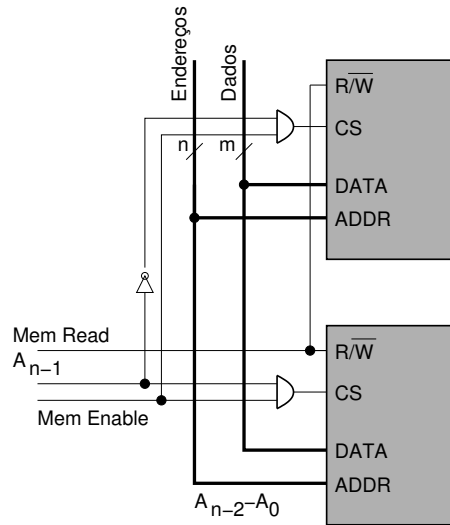 Endereços
Dados
R/W̅
n
m
CS
DATA
ADDR
Mem Read
A n-1
R/W̅
CS
Mem Enable
DATA
ADDR
A n-2-A 0